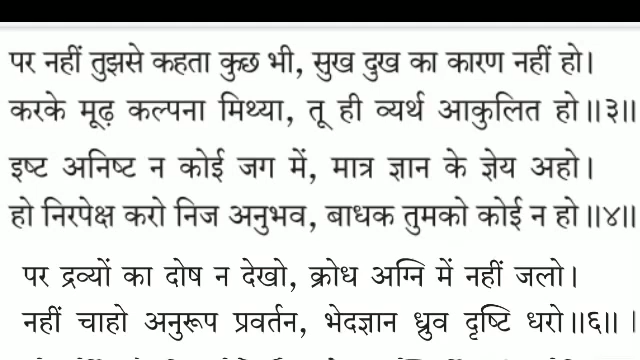 पर नहीं तुझसे कहता कुछ भी, सुख दुख का कारण नहीं हो।
करके मूढ़ कल्पना मिथ्या, तू ही व्यर्थ आकुलित हो॥३॥
इष्ट अनिष्ट न कोई जग में, मात्र ज्ञान के ज्ञेय अहो।
हो निरपेक्ष करो निज अनुभव, बाधक तुमको कोई न हो॥४॥
पर द्रव्यों का दोष न देखो, क्रोध अग्नि में नहीं जलो।
नहीं चाहो अनुरूप प्रवर्तन, भेदज्ञान ध्रुव दृष्टि धरो॥६॥ ।